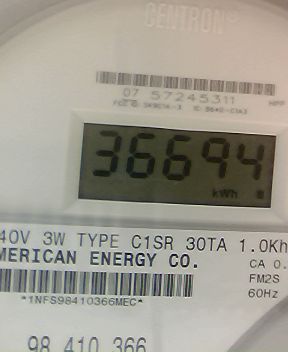 CENTRON®
07 57245311
36694
kWh
40V 3W TYPE C1SR 30TA 1.0Kh
MERICAN ENERGY CO.
CA 0.
FM2S
*1NFS98410366MEC*
60Hz
98 410 366